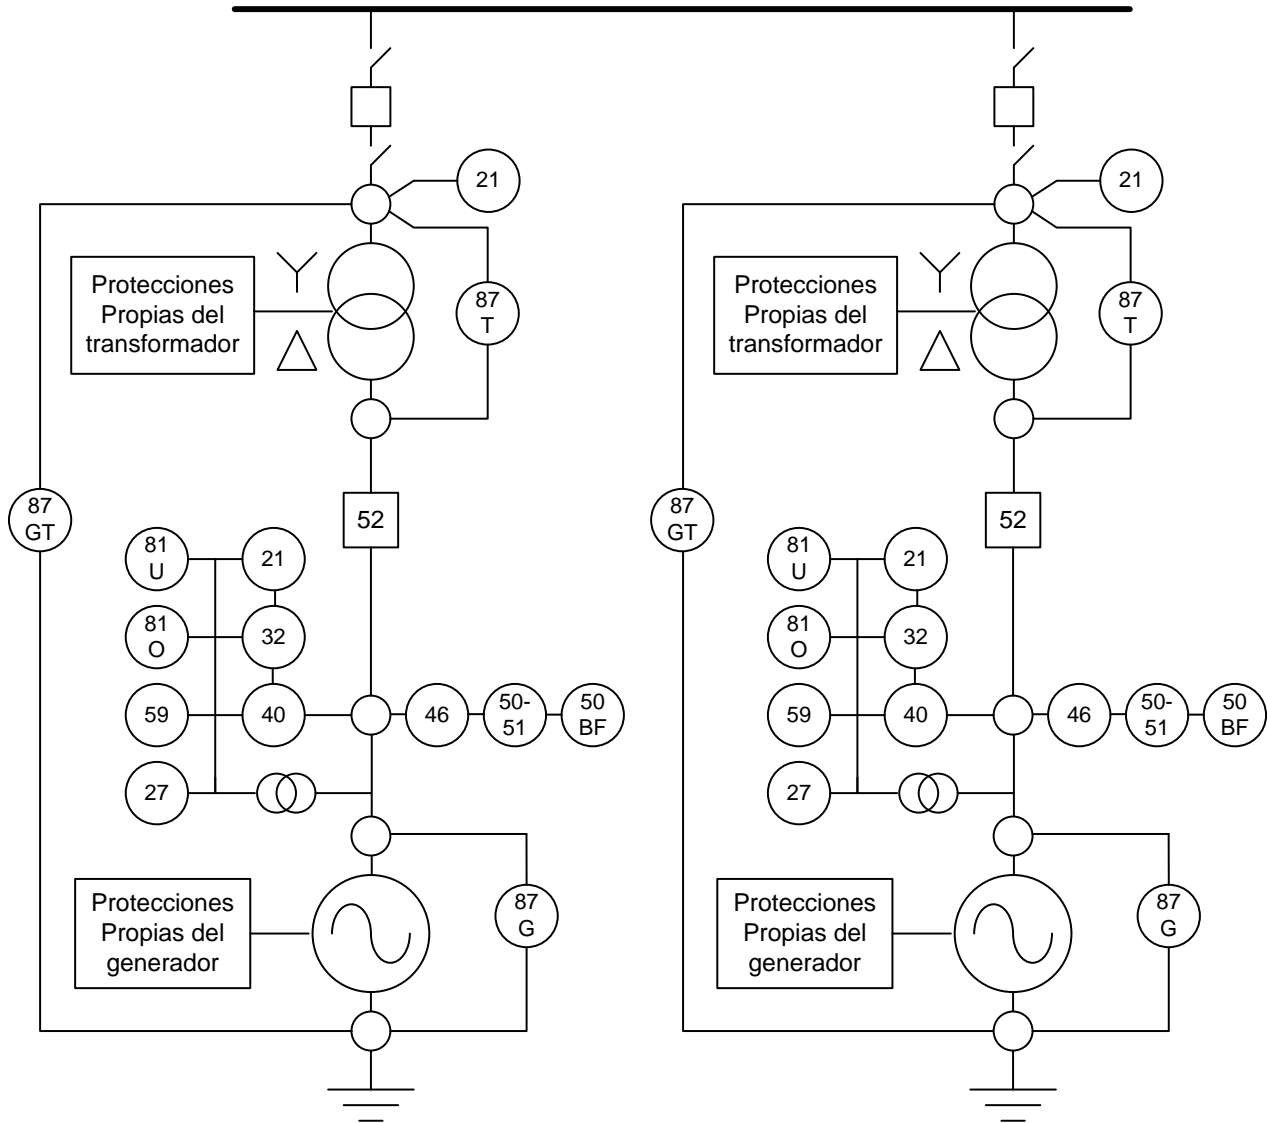 21
Protecciones
Propias del
transformador
87
T
52
87
GT
81
U
21
81
O
32
59
40
46
50-
51
50
BF
27
Protecciones
Propias del
generador
87
G
21
Protecciones
Propias del
transformador
87
T
52
87
GT
81
U
21
81
O
32
59
40
46
50-
51
50
BF
27
Protecciones
Propias del
generador
87
G